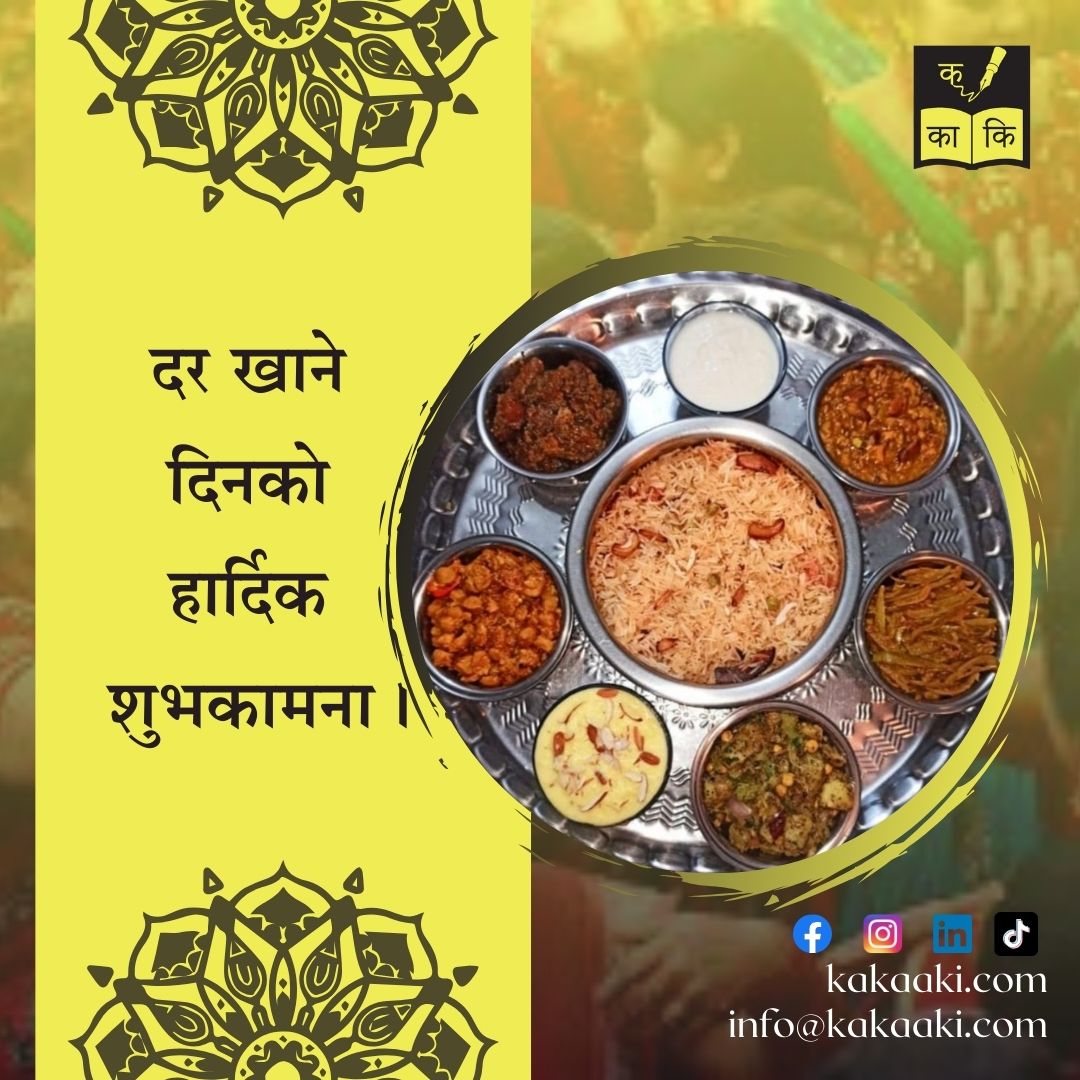 क
का कि
दर खाने
दिनको
हार्दिक
शुभकामना ।
kakaaki.com
info@kakaaki.com